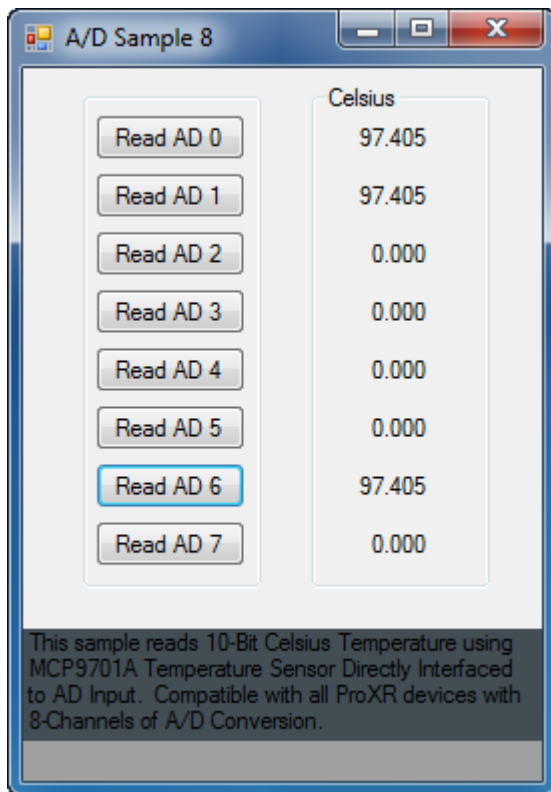 A/D Sample 8
Celsius
Read AD 0 97.405
Read AD 1 97.405
Read AD 2 0.000
Read AD 3 0.000
Read AD 4 0.000
Read AD 5 0.000
Read AD 6 97.405
Read AD 7 0.000
This sample reads 10-Bit Celsius Temperature using
MCP9701A Temperature Sensor Directly Interfaced
to AD Input.  Compatible with all ProXR devices with
8-Channels of A/D Conversion.